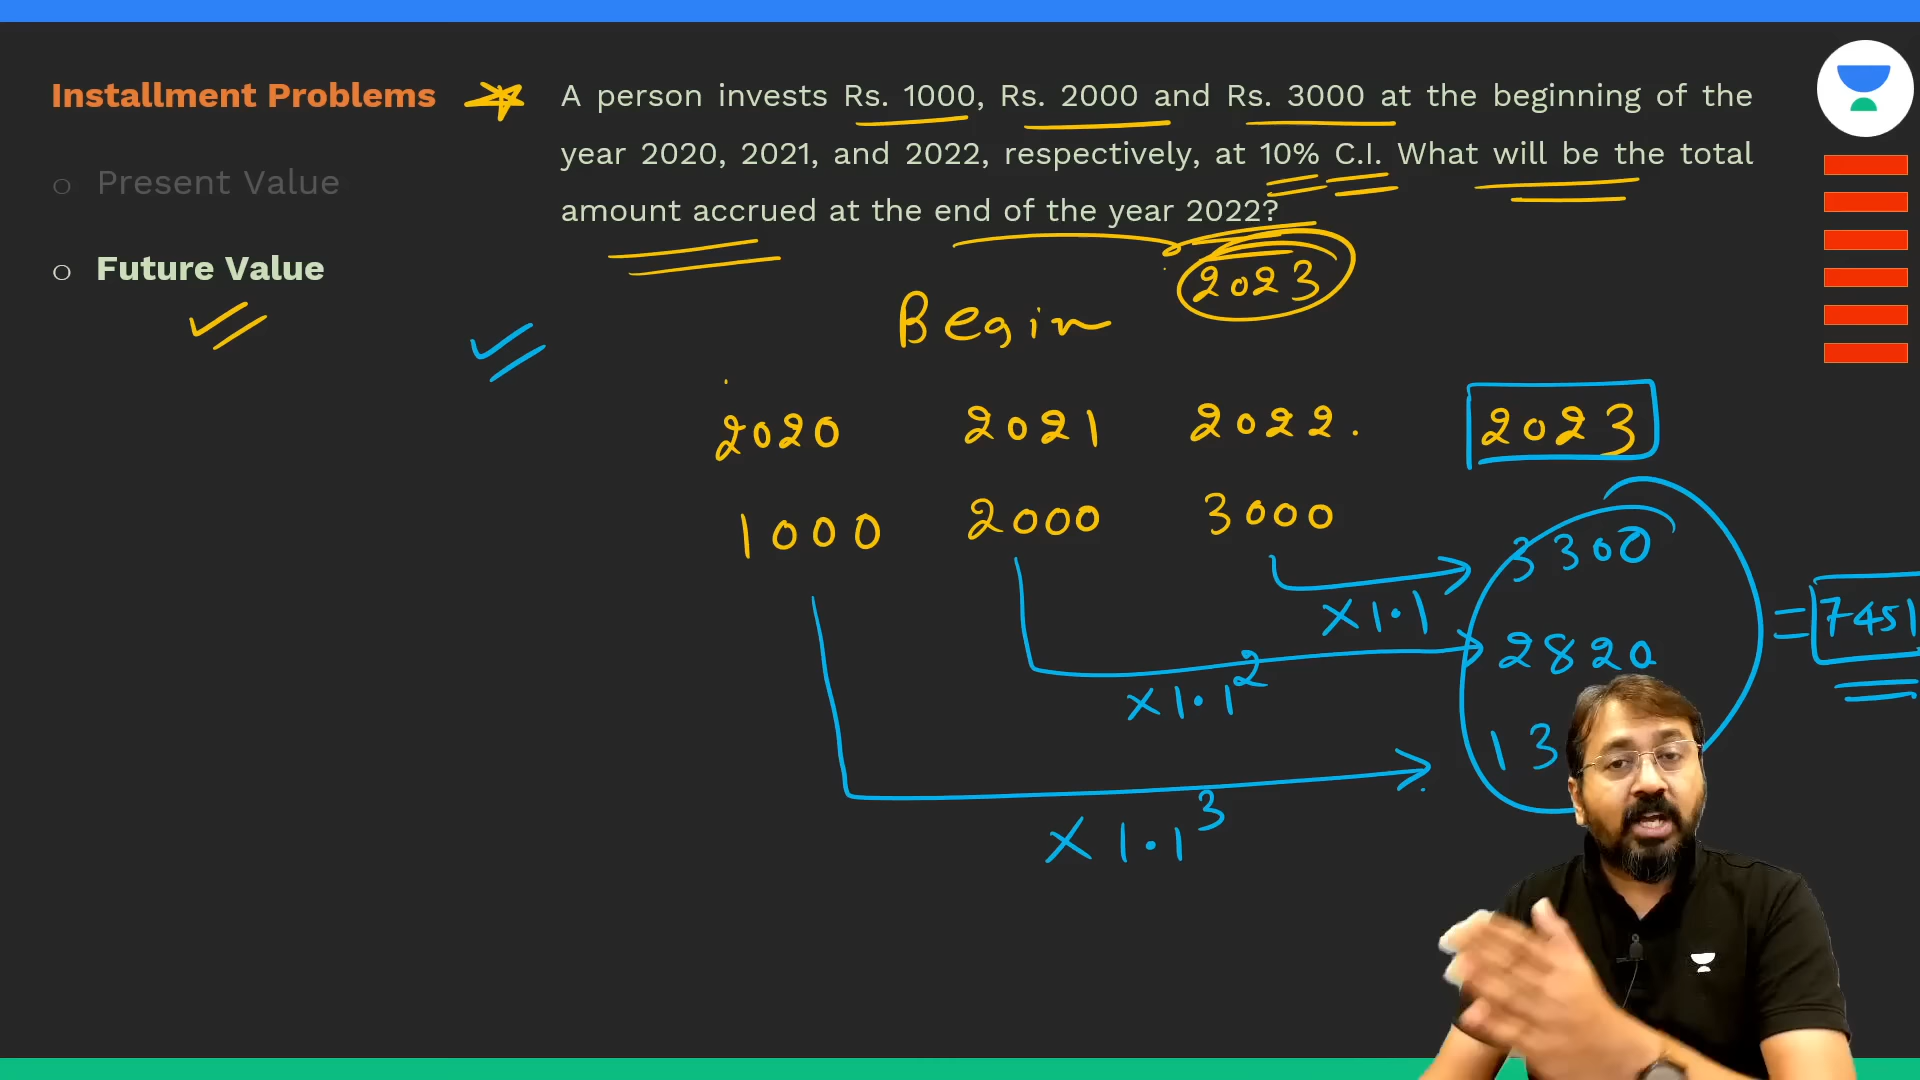 Installment Problems
A person invests Rs. 1000, Rs. 2000 and Rs. 3000 at the beginning of the
year 2020, 2021, and 2022, respectively, at 10% C.I. What will be the total
amount accrued at the end of the year 2022?
Present Value
Future Value
2023
Begin
2020 2021 2022. 2023
1000 2000 3000
3300
×1.1
2820
= 7451
×1.1²
13
×1.1³